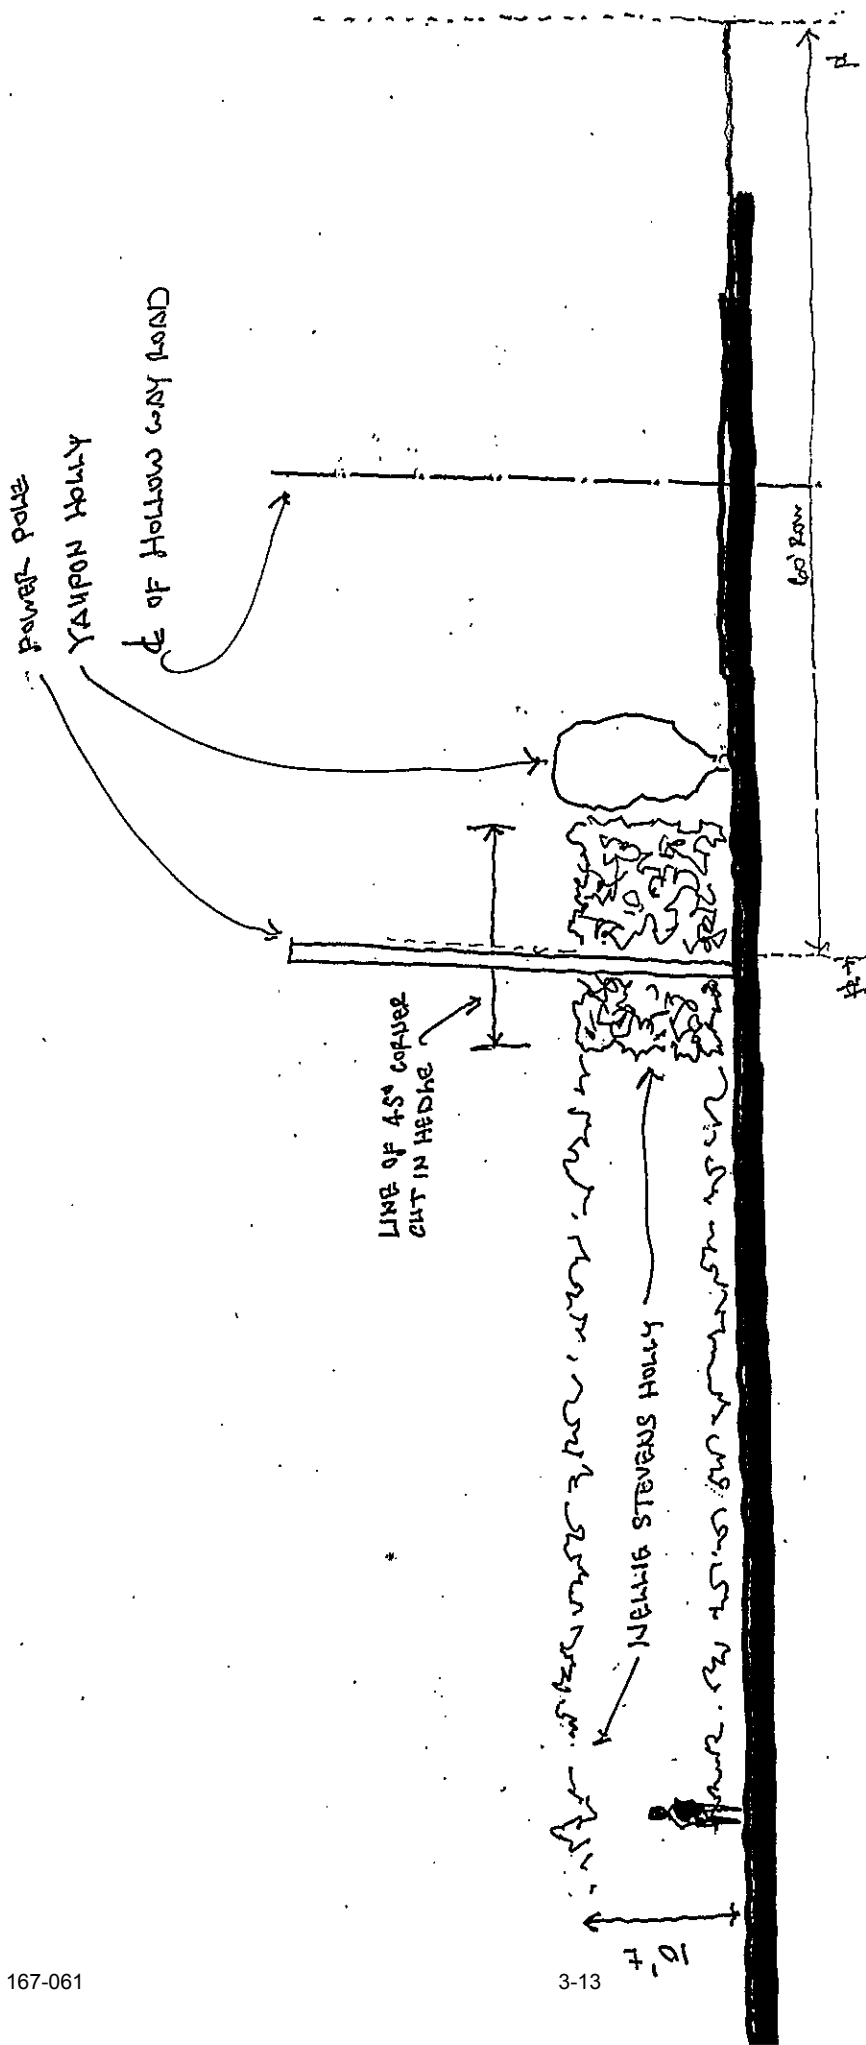 POWER POLE
YAUPON HOLLY
℄ OF HOLLOW WAY ROAD
LINE OF 45° CORNER
CUT IN HEDGE
NELLIE STEVENS HOLLY
60' ROW
10' ±
167-061
3-13